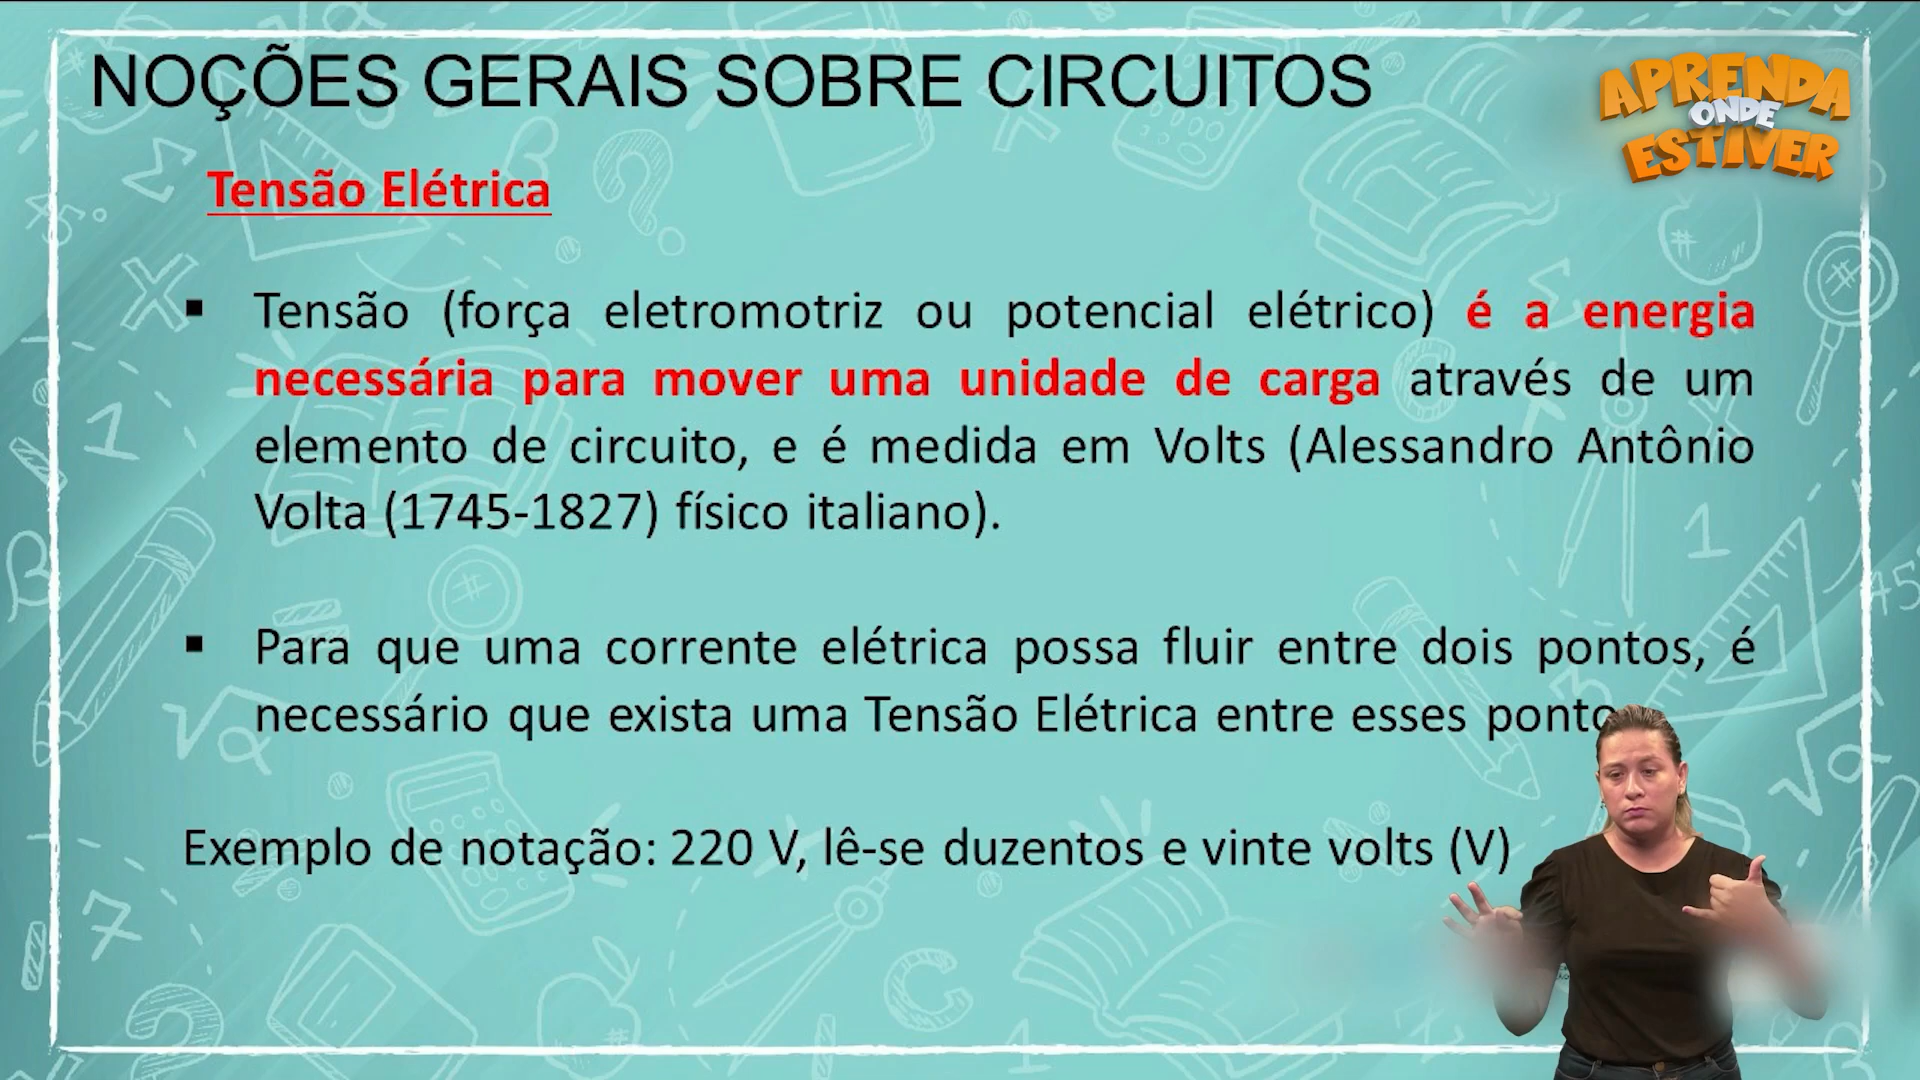 NOÇÕES GERAIS SOBRE CIRCUITOS
APRENDA
ONDE
ESTIVER
Tensão Elétrica
▪ Tensão (força eletromotriz ou potencial elétrico) é a energia
necessária para mover uma unidade de carga através de um
elemento de circuito, e é medida em Volts (Alessandro Antônio
Volta (1745-1827) físico italiano).
▪ Para que uma corrente elétrica possa fluir entre dois pontos, é
necessário que exista uma Tensão Elétrica entre esses ponto
Exemplo de notação: 220 V, lê-se duzentos e vinte volts (V)